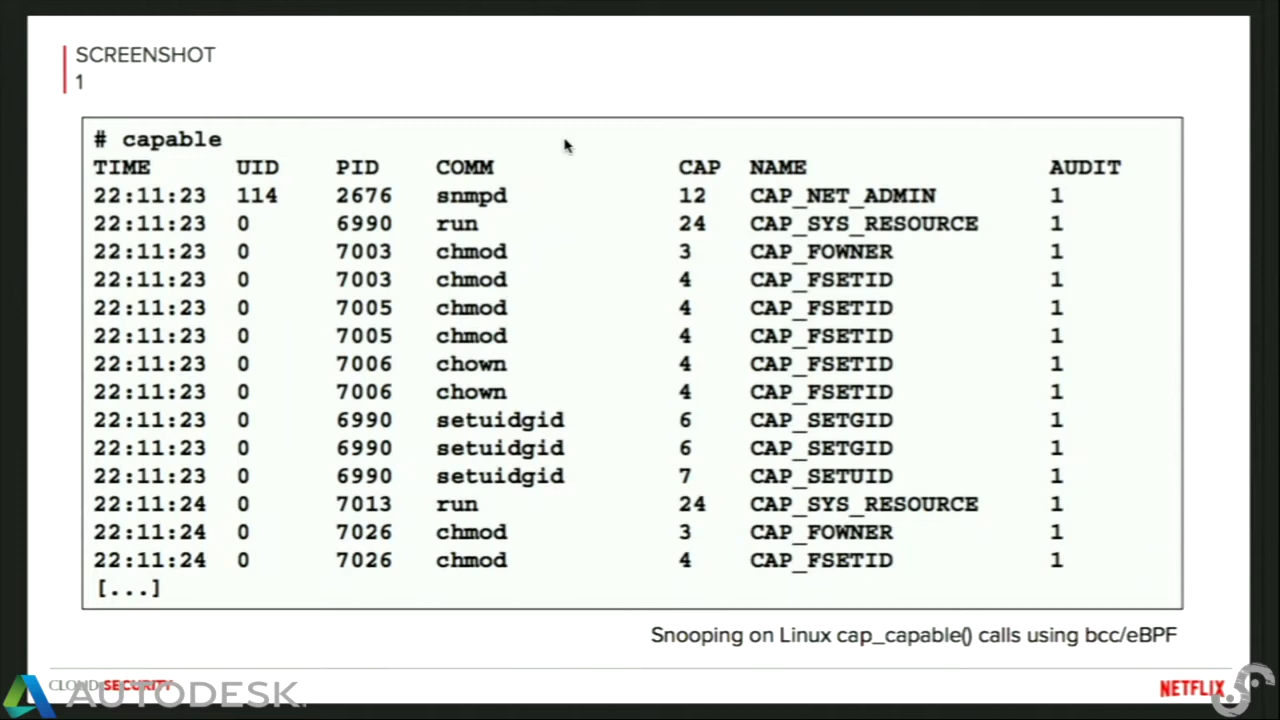 SCREENSHOT
1
# capable
TIME UID PID COMM CAP NAME AUDIT
22:11:23 114 2676 snmpd 12 CAP_NET_ADMIN 1
22:11:23 0 6990 run 24 CAP_SYS_RESOURCE 1
22:11:23 0 7003 chmod 3 CAP_FOWNER 1
22:11:23 0 7003 chmod 4 CAP_FSETID 1
22:11:23 0 7005 chmod 4 CAP_FSETID 1
22:11:23 0 7005 chmod 4 CAP_FSETID 1
22:11:23 0 7006 chown 4 CAP_FSETID 1
22:11:23 0 7006 chown 4 CAP_FSETID 1
22:11:23 0 6990 setuidgid 6 CAP_SETGID 1
22:11:23 0 6990 setuidgid 6 CAP_SETGID 1
22:11:23 0 6990 setuidgid 7 CAP_SETUID 1
22:11:24 0 7013 run 24 CAP_SYS_RESOURCE 1
22:11:24 0 7026 chmod 3 CAP_FOWNER 1
22:11:24 0 7026 chmod 4 CAP_FSETID 1
[...]
Snooping on Linux cap_capable() calls using bcc/eBPF
CLOUD SECURITY
AUTODESK.
NETFLIX